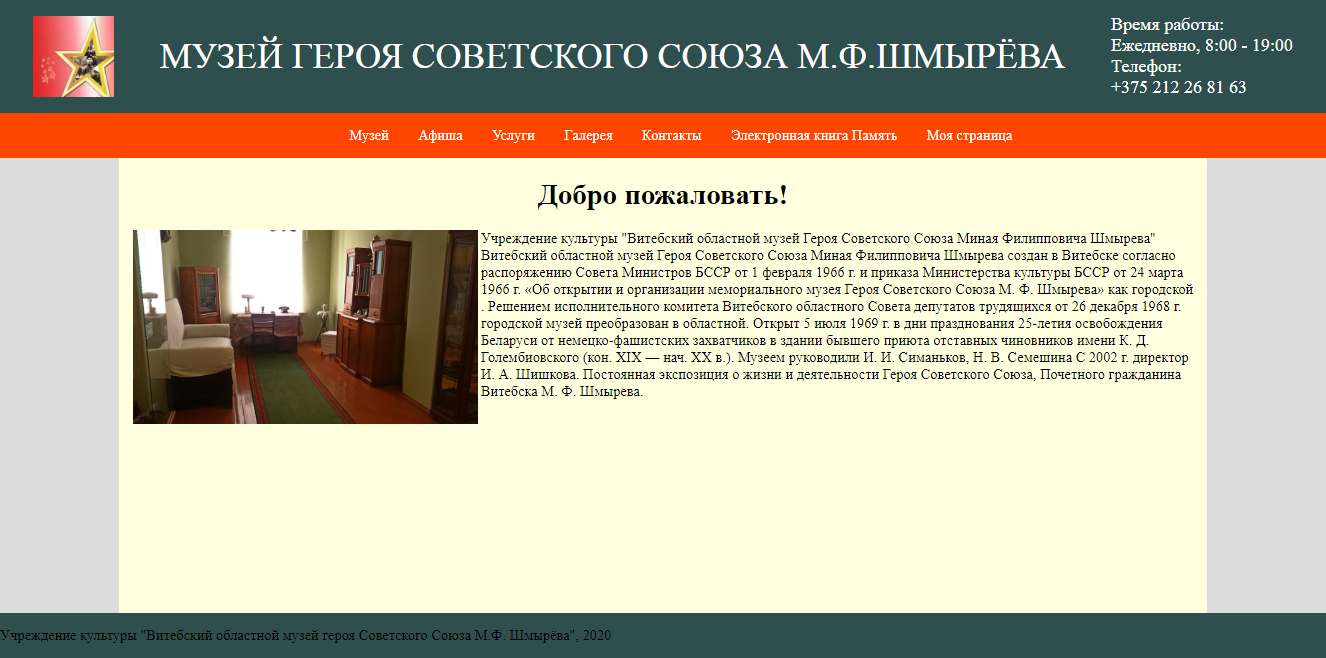 МУЗЕЙ ГЕРОЯ СОВЕТСКОГО СОЮЗА М.Ф.ШМЫРЁВА
Время работы:
Ежедневно, 8:00 - 19:00
Телефон:
+375 212 26 81 63
Музей Афиша Услуги Галерея Контакты Электронная книга Память Моя страница
Добро пожаловать!
Учреждение культуры "Витебский областной музей Героя Советского Союза Миная Филипповича Шмырева"
Витебский областной музей Героя Советского Союза Миная Филипповича Шмырева создан в Витебске согласно
распоряжению Совета Министров БССР от 1 февраля 1966 г. и приказа Министерства культуры БССР от 24 марта
1966 г. «Об открытии и организации мемориального музея Героя Советского Союза М. Ф. Шмырева» как городской
. Решением исполнительного комитета Витебского областного Совета депутатов трудящихся от 26 декабря 1968 г.
городской музей преобразован в областной. Открыт 5 июля 1969 г. в дни празднования 25-летия освобождения
Беларуси от немецко-фашистских захватчиков в здании бывшего приюта отставных чиновников имени К. Д.
Голембиовского (кон. XIX — нач. XX в.). Музеем руководили И. И. Симаньков, Н. В. Семешина С 2002 г. директор
И. А. Шишкова. Постоянная экспозиция о жизни и деятельности Героя Советского Союза, Почетного гражданина
Витебска М. Ф. Шмырева.
Учреждение культуры "Витебский областной музей героя Советского Союза М.Ф. Шмырёва", 2020